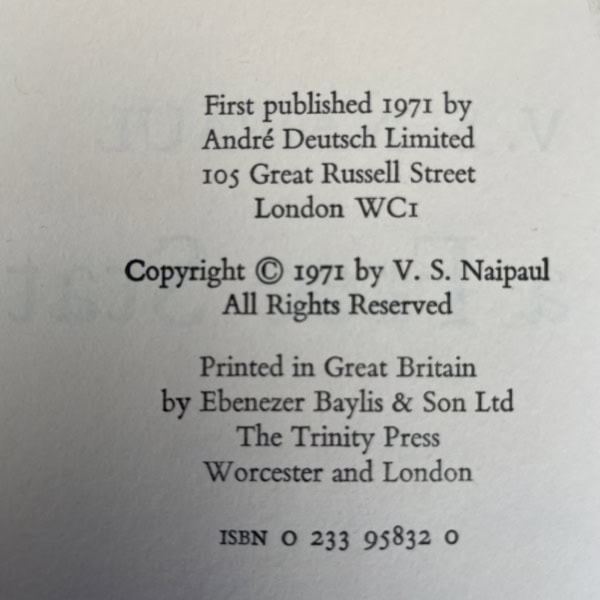 First published 1971 by
André Deutsch Limited
105 Great Russell Street
London WC1
Copyright © 1971 by V. S. Naipaul
All Rights Reserved
Printed in Great Britain
by Ebenezer Baylis & Son Ltd
The Trinity Press
Worcester and London
ISBN 0 233 95832 0